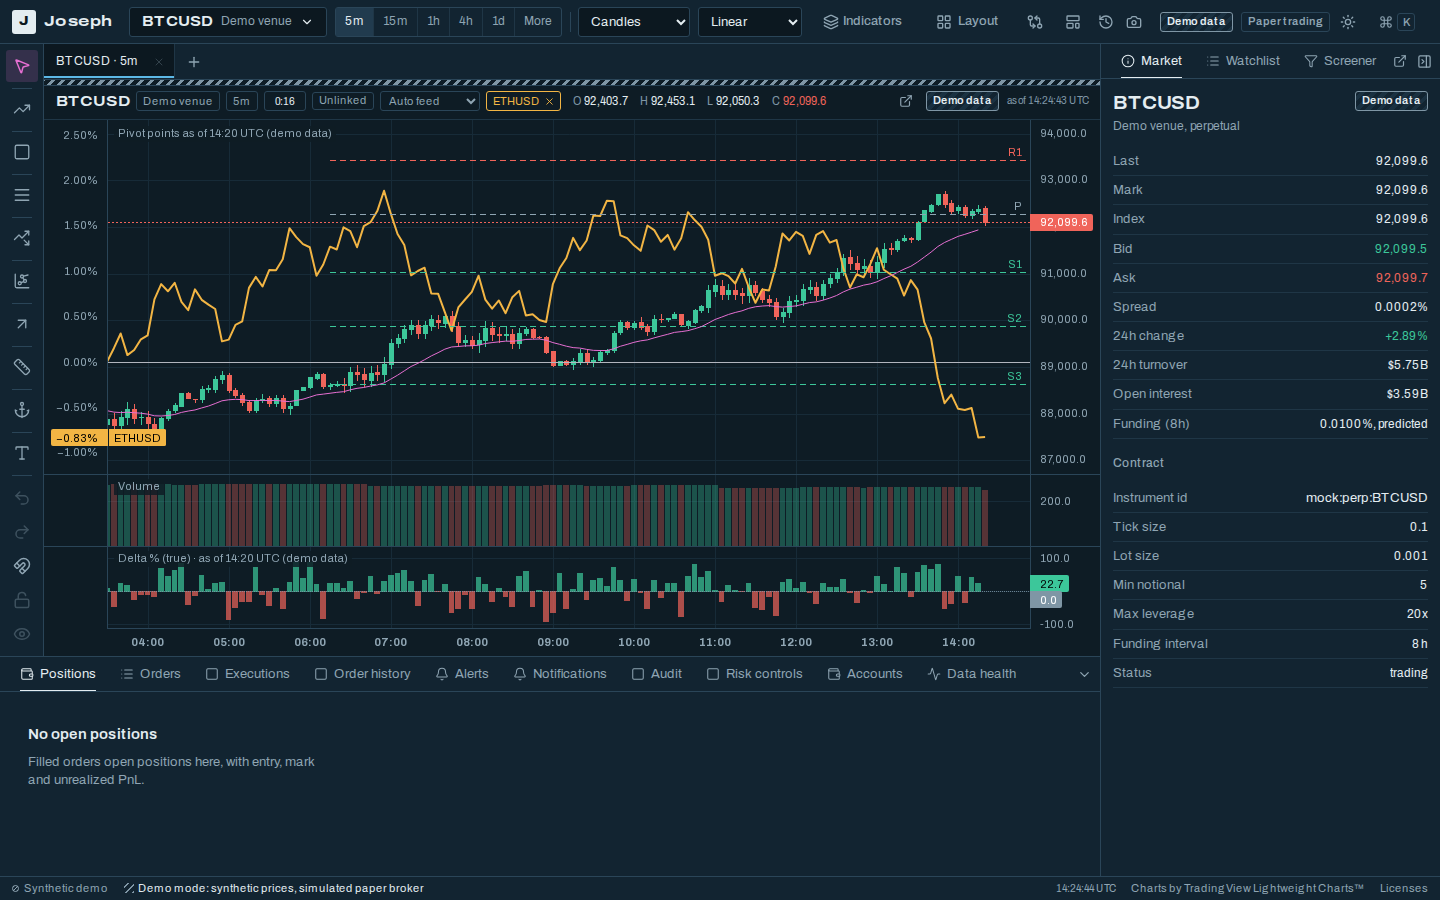 J Joseph BTCUSD Demo venue 5m 15m 1h 4h 1d More Candles Linear Indicators Layout Demo data Paper trading ⌘ K
BTCUSD · 5m × +
BTCUSD Demo venue 5m 0:16 Unlinked Auto feed ETHUSD × O 92,403.7 H 92,453.1 L 92,050.3 C 92,099.6 Demo data as of 14:24:43 UTC
Pivot points as of 14:20 UTC (demo data)
2.50%
2.00%
1.50%
1.00%
0.50%
0.00%
−0.50%
−0.83% ETHUSD
−1.00%
R1
P
S1
S2
S3
94,000.0
93,000.0
92,099.6
91,000.0
90,000.0
89,000.0
88,000.0
87,000.0
Volume
200.0
Delta % (true) · as of 14:20 UTC (demo data)
100.0
22.7
0.0
-100.0
04:00 05:00 06:00 07:00 08:00 09:00 10:00 11:00 12:00 13:00 14:00
Market Watchlist Screener
BTCUSD Demo data
Demo venue, perpetual
Last 92,099.6
Mark 92,099.6
Index 92,099.6
Bid 92,099.5
Ask 92,099.7
Spread 0.0002%
24h change +2.89%
24h turnover $5.75B
Open interest $3.59B
Funding (8h) 0.0100%, predicted
Contract
Instrument id mock:perp:BTCUSD
Tick size 0.1
Lot size 0.001
Min notional 5
Max leverage 20x
Funding interval 8h
Status trading
Positions Orders Executions Order history Alerts Notifications Audit Risk controls Accounts Data health
No open positions
Filled orders open positions here, with entry, mark
and unrealized PnL.
Synthetic demo Demo mode: synthetic prices, simulated paper broker 14:24:44 UTC Charts by TradingView Lightweight Charts™ Licenses